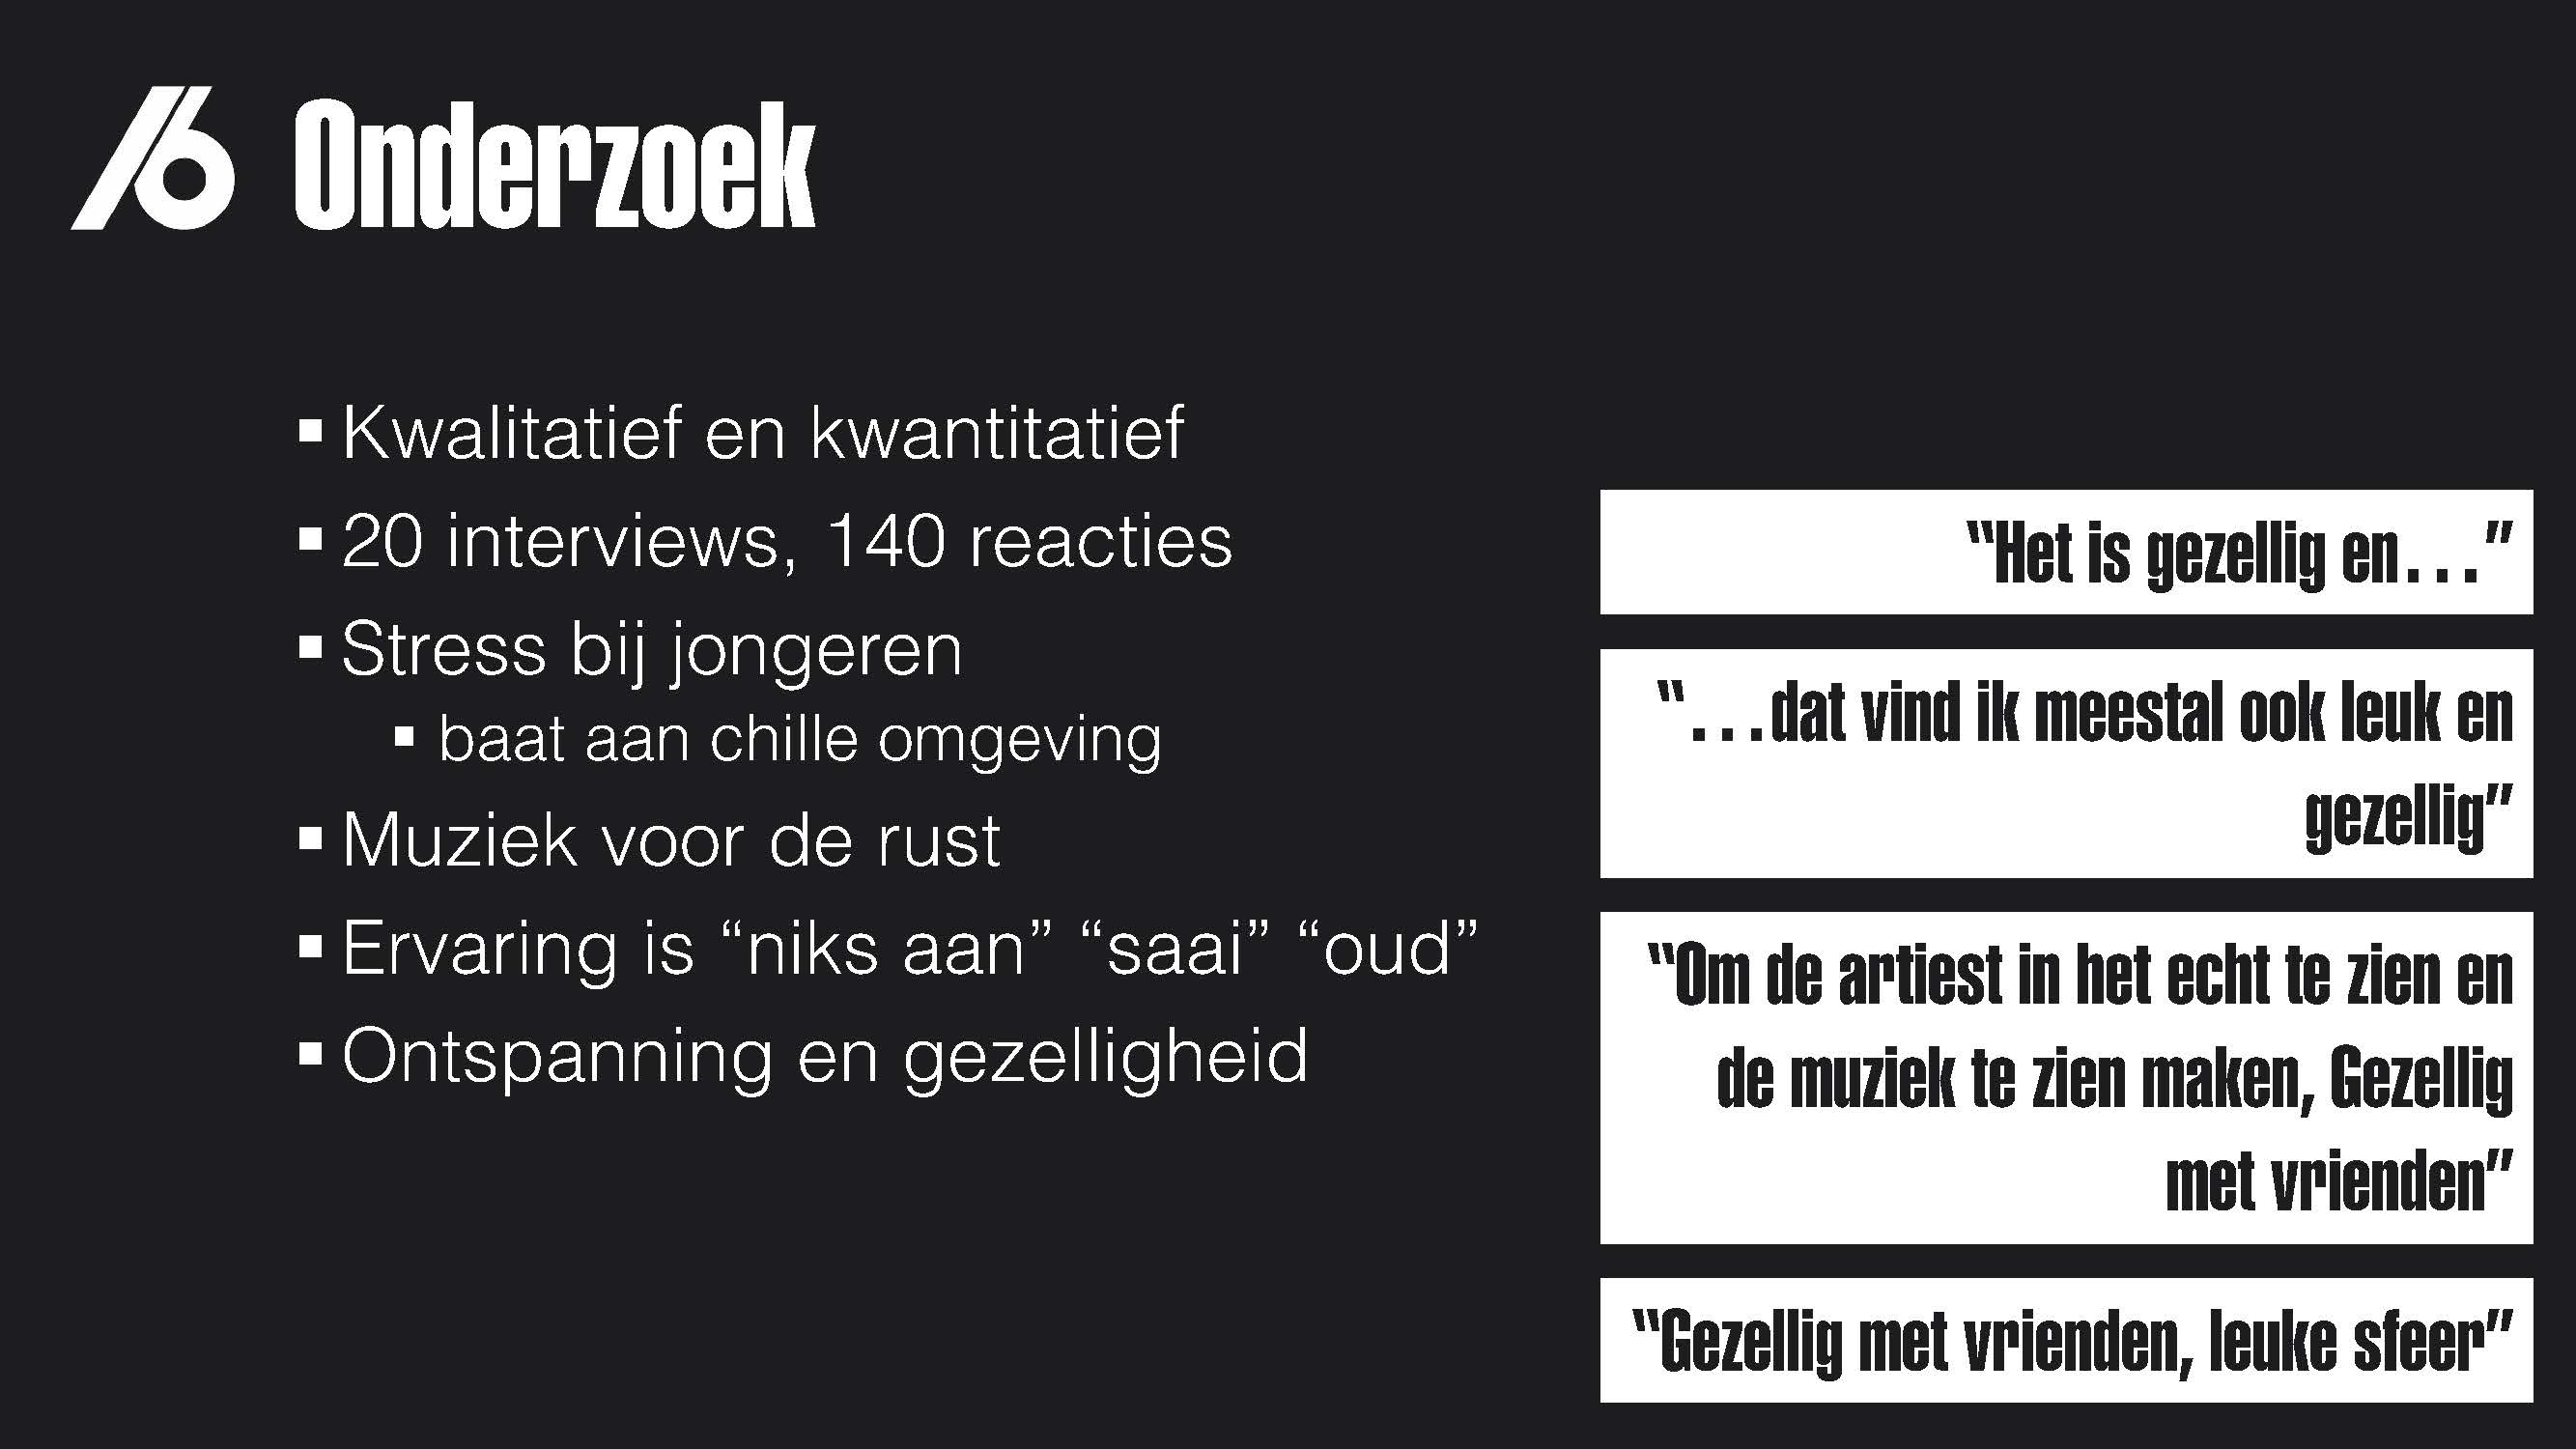 Onderzoek
▪ Kwalitatief en kwantitatief
▪ 20 interviews, 140 reacties
▪ Stress bij jongeren
▪ baat aan chille omgeving
▪ Muziek voor de rust
▪ Ervaring is “niks aan” “saai” “oud”
▪ Ontspanning en gezelligheid
“Het is gezellig en...”
“...dat vind ik meestal ook leuk en
gezellig”
“Om de artiest in het echt te zien en
de muziek te zien maken, Gezellig
met vrienden”
“Gezellig met vrienden, leuke sfeer”